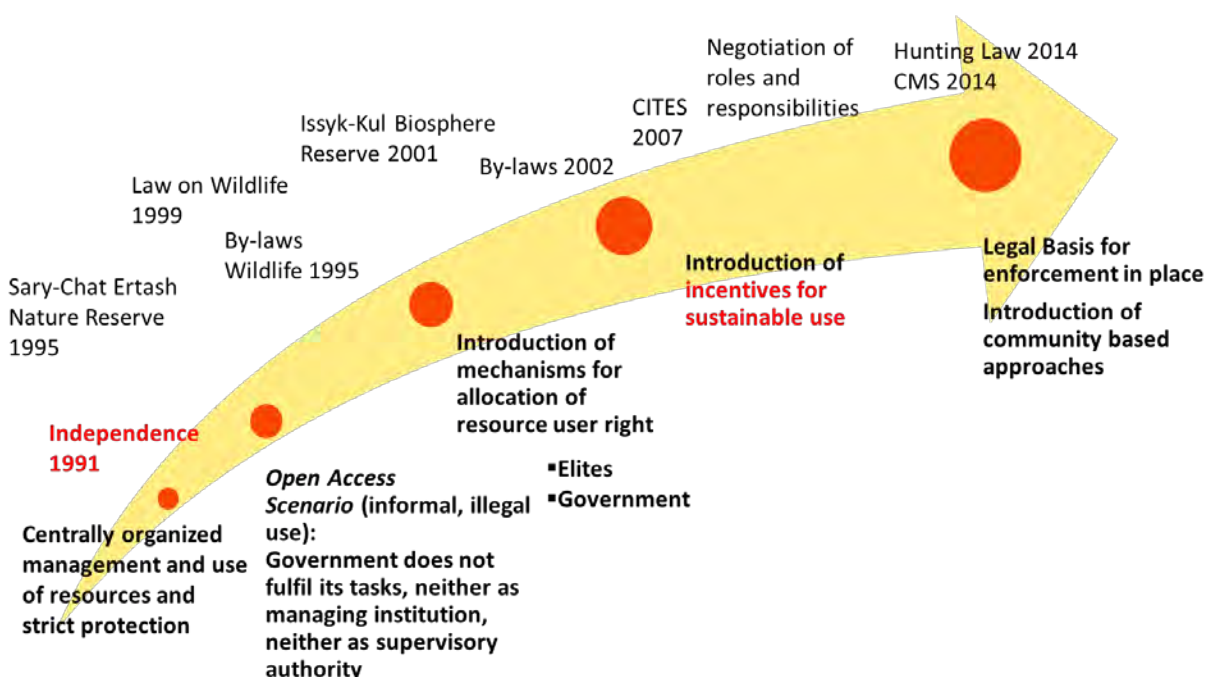 Sary-Chat Ertash
Nature Reserve
1995
Law on Wildlife
1999
By-laws
Wildlife 1995
Issyk-Kul Biosphere
Reserve 2001
By-laws 2002
CITES
2007
Negotiation of
roles and
responsibilities
Hunting Law 2014
CMS 2014
Independence
1991
Centrally organized
management and use
of resources and
strict protection
Open Access
Scenario (informal, illegal
use):
Government does not
fulfil its tasks, neither as
managing institution,
neither as supervisory
authority
Introduction of
mechanisms for
allocation of
resource user right
▪Elites
▪Government
Introduction of
incentives for
sustainable use
Legal Basis for
enforcement in place
Introduction of
community based
approaches